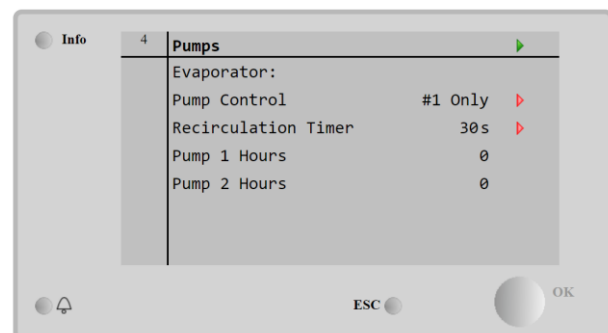 Info
4 Pumps
Evaporator:
Pump Control #1 Only
Recirculation Timer 30s
Pump 1 Hours 0
Pump 2 Hours 0
ESC
OK